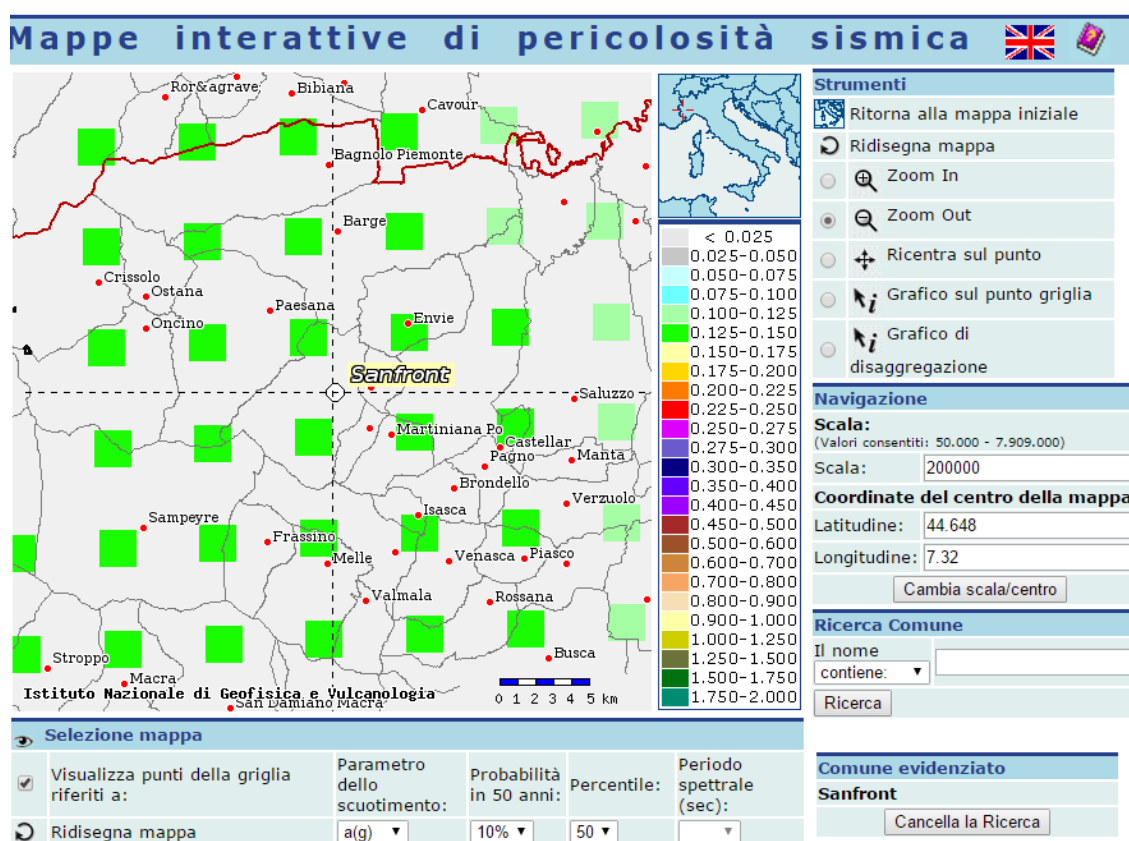 Mappe interattive di pericolosità sismica
Ror&agrave;
Bibiana
Cavour
Bagnolo Piemonte
Barge
Crissolo
Ostana
Paesana
Oncino
Envie
Sanfront
Saluzzo
Martiniana Po
Castellar
Pagno
Manta
Brondello
Verzuolo
Isasca
Sampeyre
Frassino
Melle
Venasca
Piasco
Valmala
Rossana
Stroppo
Busca
Macra
Istituto Nazionale di Geofisica e Vulcanologia
San Damiano Macra
0 1 2 3 4 5 km
< 0.025
0.025-0.050
0.050-0.075
0.075-0.100
0.100-0.125
0.125-0.150
0.150-0.175
0.175-0.200
0.200-0.225
0.225-0.250
0.250-0.275
0.275-0.300
0.300-0.350
0.350-0.400
0.400-0.450
0.450-0.500
0.500-0.600
0.600-0.700
0.700-0.800
0.800-0.900
0.900-1.000
1.000-1.250
1.250-1.500
1.500-1.750
1.750-2.000
Strumenti
Ritorna alla mappa iniziale
Ridisegna mappa
Zoom In
Zoom Out
Ricentra sul punto
Grafico sul punto griglia
Grafico di
disaggregazione
Navigazione
Scala:
(Valori consentiti: 50.000 - 7.909.000)
Scala: 200000
Coordinate del centro della mappa
Latitudine: 44.648
Longitudine: 7.32
Cambia scala/centro
Ricerca Comune
Il nome
contiene:
Ricerca
Selezione mappa
Visualizza punti della griglia
riferiti a:
Parametro
dello
scuotimento:
Probabilità
in 50 anni:
Percentile:
Periodo
spettrale
(sec):
Ridisegna mappa
a(g)
10%
50
Comune evidenziato
Sanfront
Cancella la Ricerca